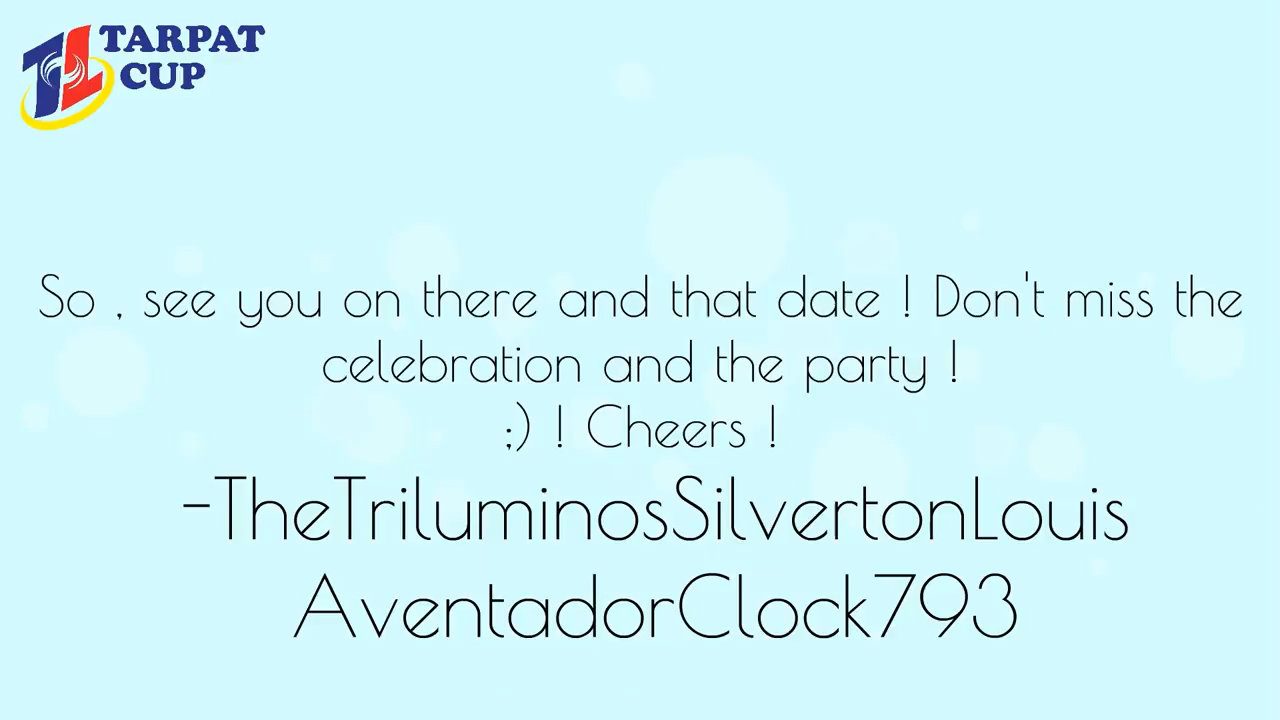 TARPAT
CUP
So , see you on there and that date ! Don't miss the
celebration and the party !
;) ! Cheers !
-TheTriluminosSilvertonLouis
AventadorClock793